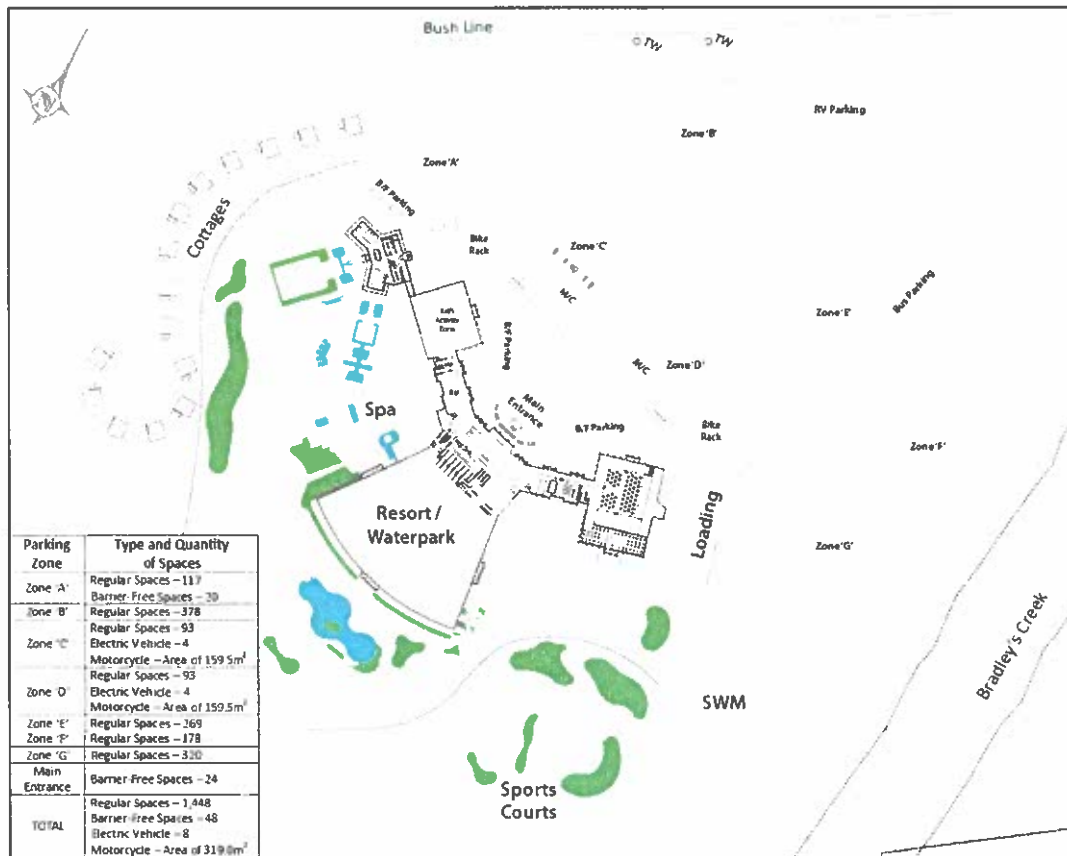 Bush Line
TW
TW
RV Parking
Zone 'B'
Zone 'A'
B/F Parking
Cottages
Bike
Rack
Zone 'C'
M/C
Bus Parking
Zone 'E'
Activity
Zone
B/F Parking
M/C
Zone 'D'
Main
Entrance
Spa
B/F Parking
Bike
Rack
Zone 'F'
Resort /
Waterpark
Loading
Zone 'G'
Bradley's Creek
SWM
Sports
Courts
Parking Zone
Type and Quantity of Spaces
Zone 'A'
Regular Spaces – 117
Barrier-Free Spaces –
Zone 'B'
Regular Spaces – 378
Zone 'C'
Regular Spaces – 93
Electric Vehicle – 4
Motorcycle – Area of 159.5m²
Zone 'D'
Regular Spaces – 93
Electric Vehicle – 4
Motorcycle – Area of 159.5m²
Zone 'E'
Regular Spaces – 269
Zone 'F'
Regular Spaces – 178
Zone 'G'
Regular Spaces – 320
Main Entrance
Barrier-Free Spaces – 24
TOTAL
Regular Spaces – 1,448
Barrier-Free Spaces – 48
Electric Vehicle – 8
Motorcycle – Area of 319.0m²